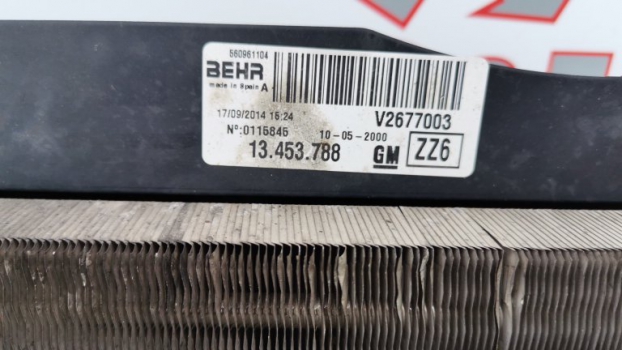 560961104
BEHR
made in Spain A
17/09/2014 15:24
V2677003
Nº:0115845 10-05-2000
13.453.788 GM ZZ6